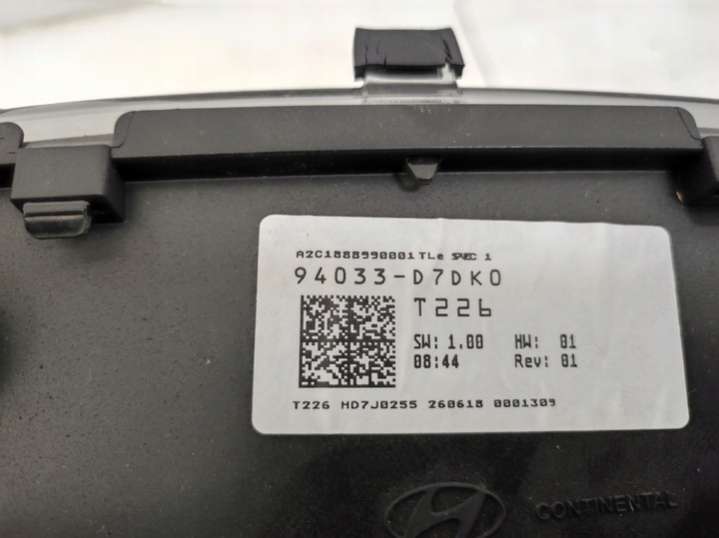 A2C1888990001 TLe SPEC 1
94033-D7DK0
T226
SW: 1.00 HW: 01
08:44 Rev: 01
T226 HD7J0255 260618 0001309
CONTINENTAL